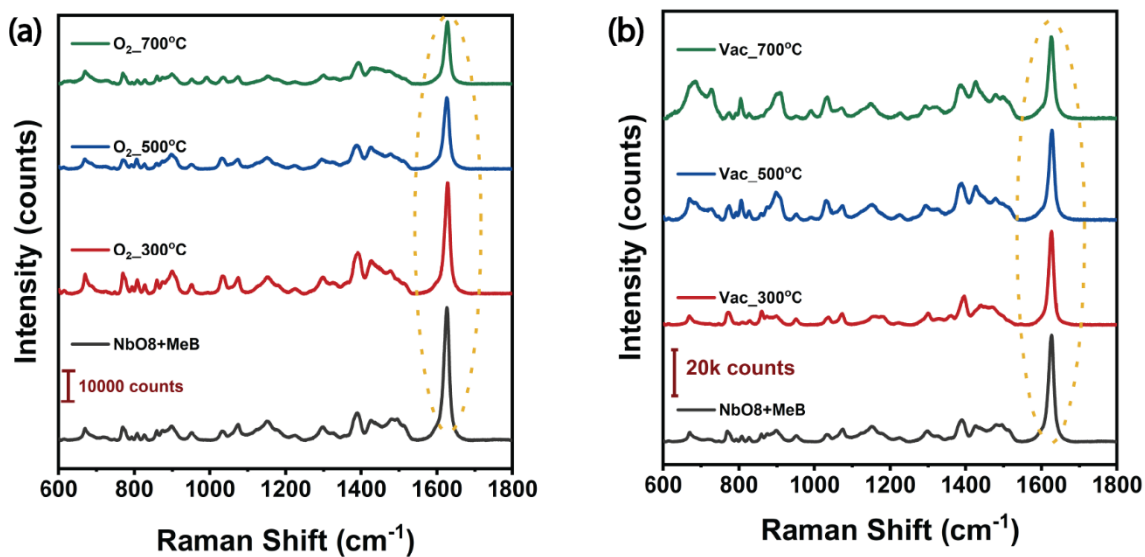 (a)
O₂_700°C
O₂_500°C
O₂_300°C
NbO8+MeB
10000 counts
Intensity (counts)
600 800 1000 1200 1400 1600 1800
Raman Shift (cm⁻¹)
(b)
Vac_700°C
Vac_500°C
Vac_300°C
20k counts
NbO8+MeB
Intensity (counts)
600 800 1000 1200 1400 1600 1800
Raman Shift (cm⁻¹)